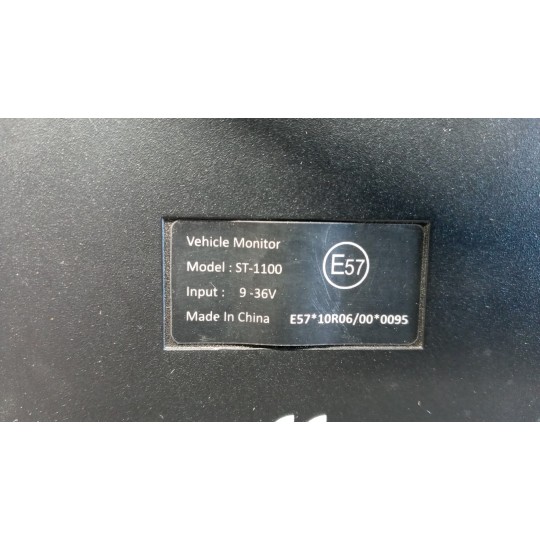 Vehicle Monitor
Model : ST-1100
E57
Input : 9 -36V
Made In China
E57*10R06/00*0095